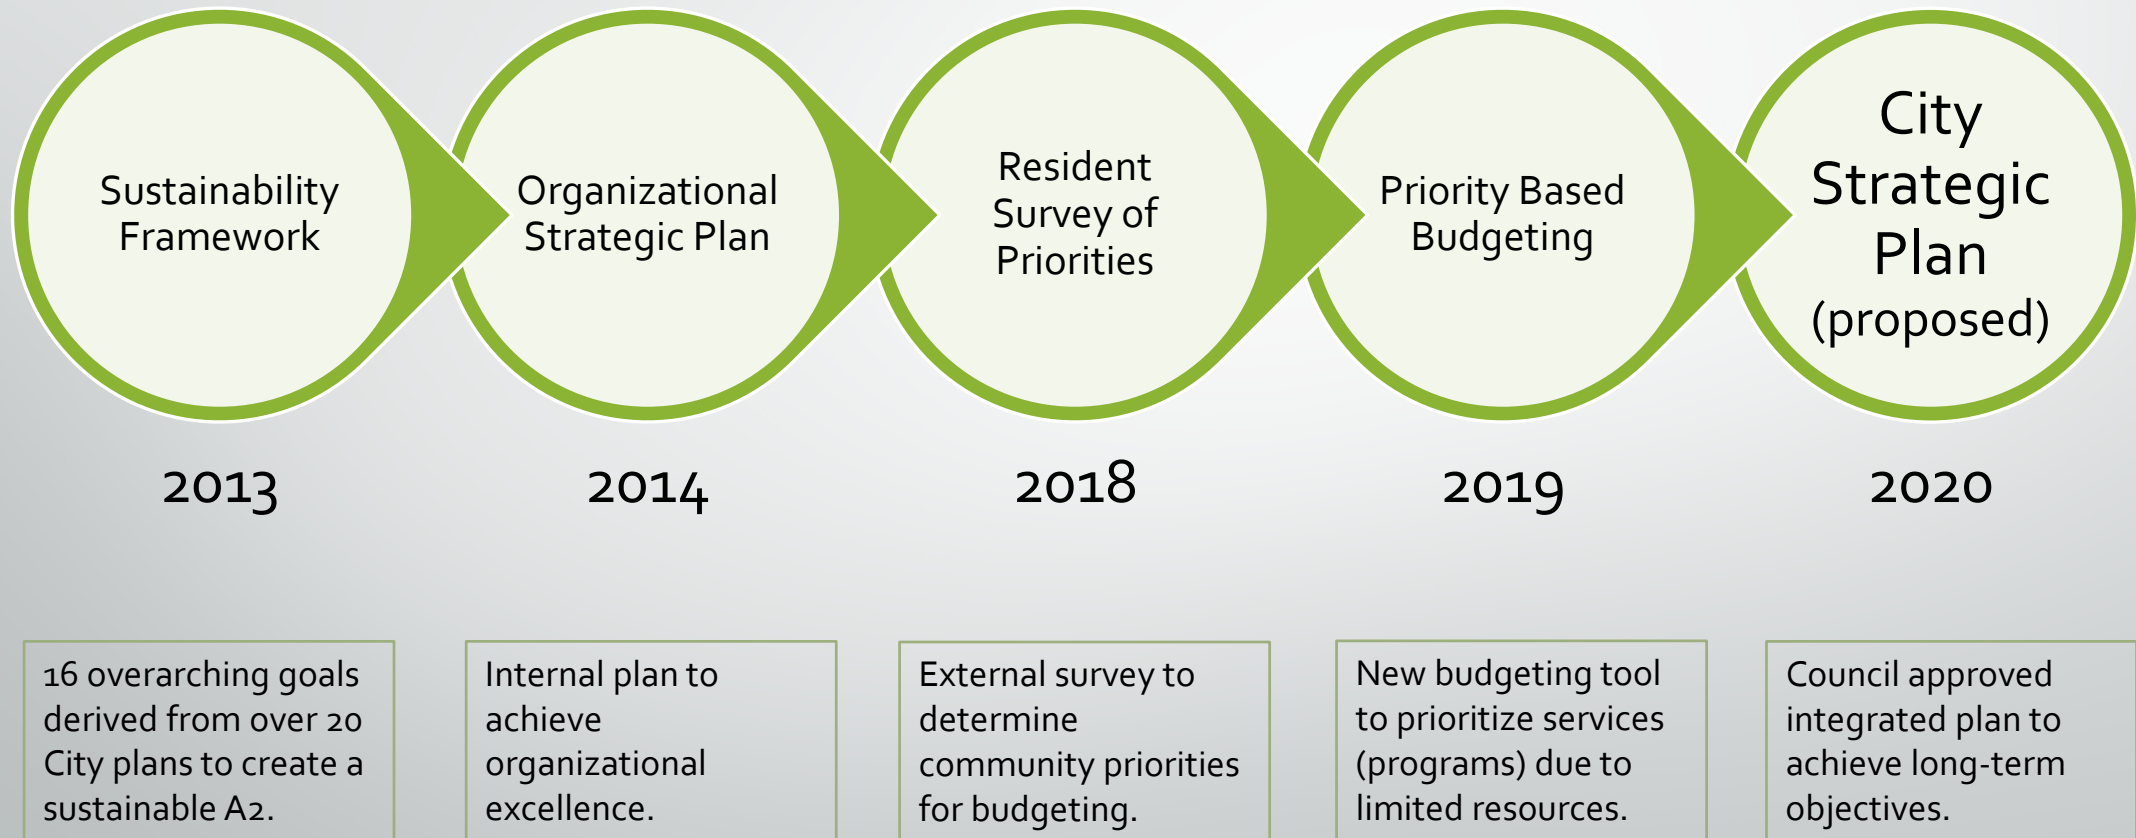 Sustainability
Framework
Organizational
Strategic Plan
Resident
Survey of
Priorities
Priority Based
Budgeting
City
Strategic
Plan
(proposed)
2013
2014
2018
2019
2020
16 overarching goals
derived from over 20
City plans to create a
sustainable A2.
Internal plan to
achieve
organizational
excellence.
External survey to
determine
community priorities
for budgeting.
New budgeting tool
to prioritize services
(programs) due to
limited resources.
Council approved
integrated plan to
achieve long-term
objectives.